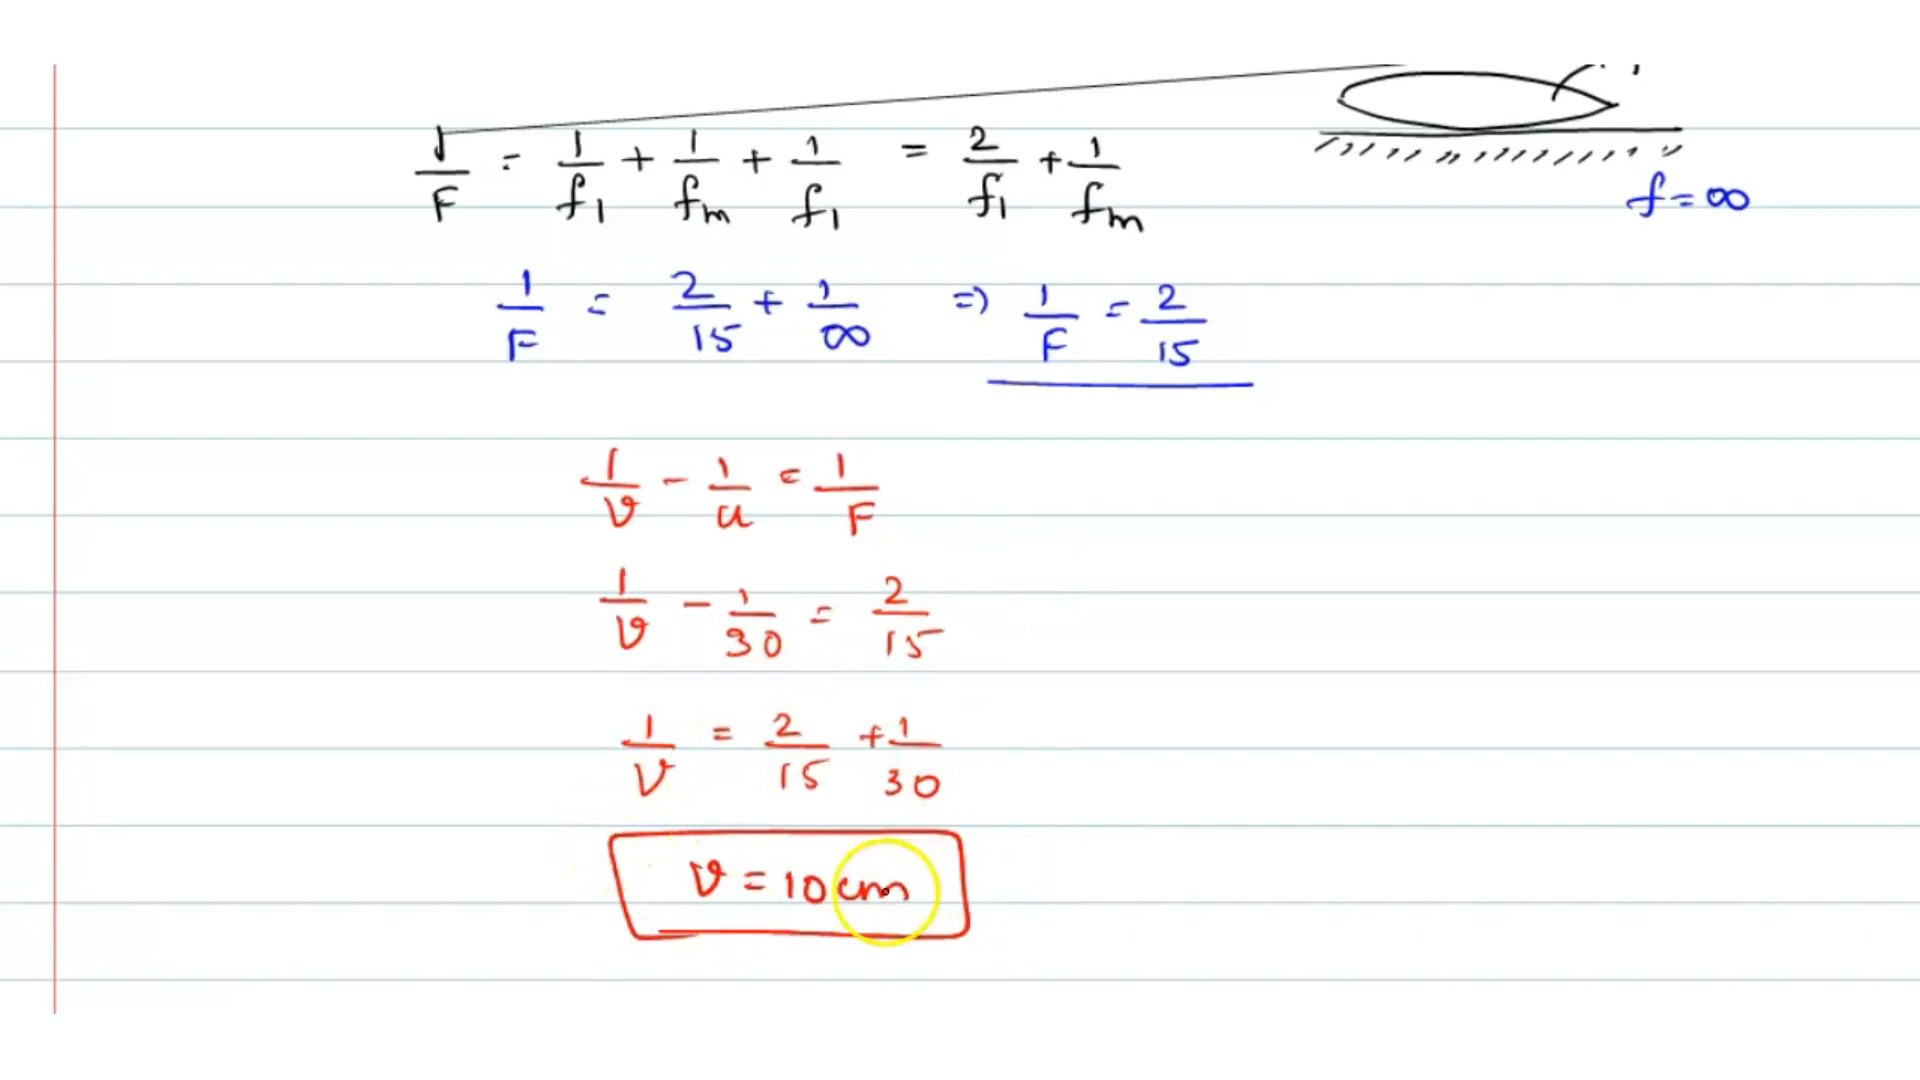 1/F = 1/f1 + 1/fm + 1/f1 = 2/f1 + 1/fm
f = ∞
1/F = 2/15 + 1/∞ ⇒ 1/F = 2/15
1/v - 1/u = 1/F
1/v - 1/30 = 2/15
1/v = 2/15 + 1/30
v = 10 cm